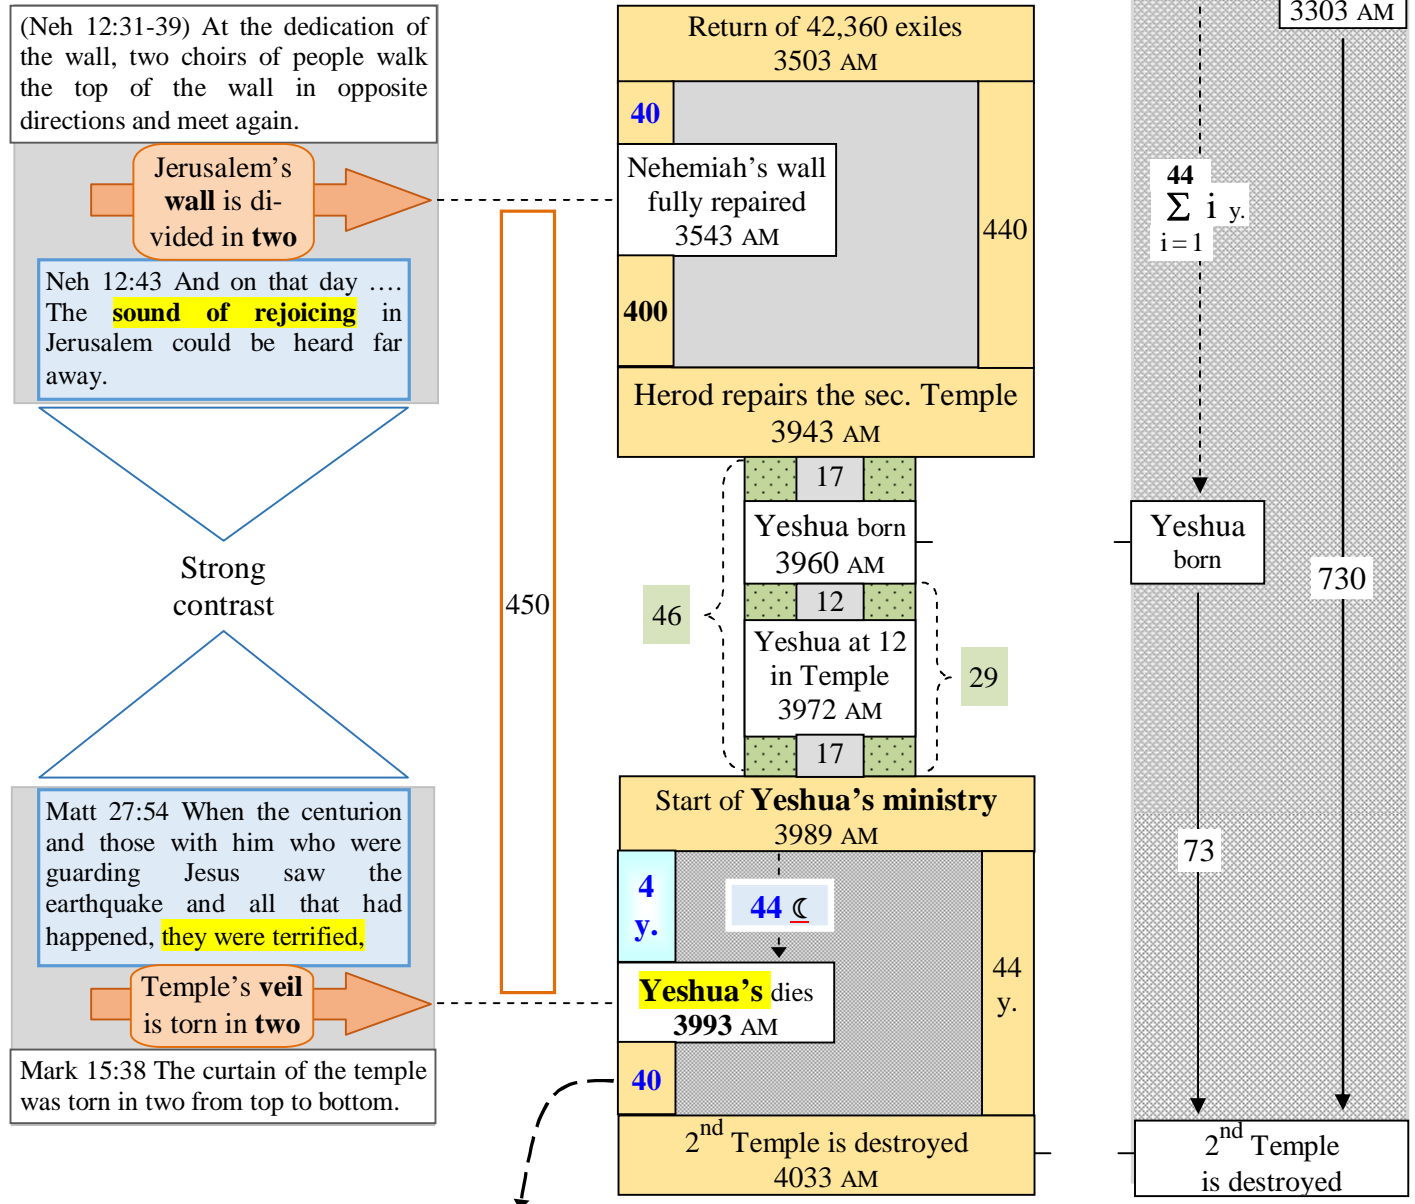 (Neh 12:31-39) At the dedication of
the wall, two choirs of people walk
the top of the wall in opposite
directions and meet again.
Jerusalem’s
wall is di-
vided in two
Neh 12:43 And on that day ….
The sound of rejoicing in
Jerusalem could be heard far
away.
Strong
contrast
Matt 27:54 When the centurion
and those with him who were
guarding Jesus saw the
earthquake and all that had
happened, they were terrified,
Temple’s veil
is torn in two
Mark 15:38 The curtain of the temple
was torn in two from top to bottom.
450
Return of 42,360 exiles
3503 AM
40
Nehemiah’s wall
fully repaired
3543 AM
440
400
Herod repairs the sec. Temple
3943 AM
17
Yeshua born
3960 AM
12
46
Yeshua at 12
in Temple
3972 AM
29
17
Start of Yeshua’s ministry
3989 AM
4
y.
44 ☾
44
y.
Yeshua’s dies
3993 AM
40
2nd Temple is destroyed
4033 AM
3303 AM
44
Σ i y.
i = 1
Yeshua
born
730
73
2nd Temple
is destroyed